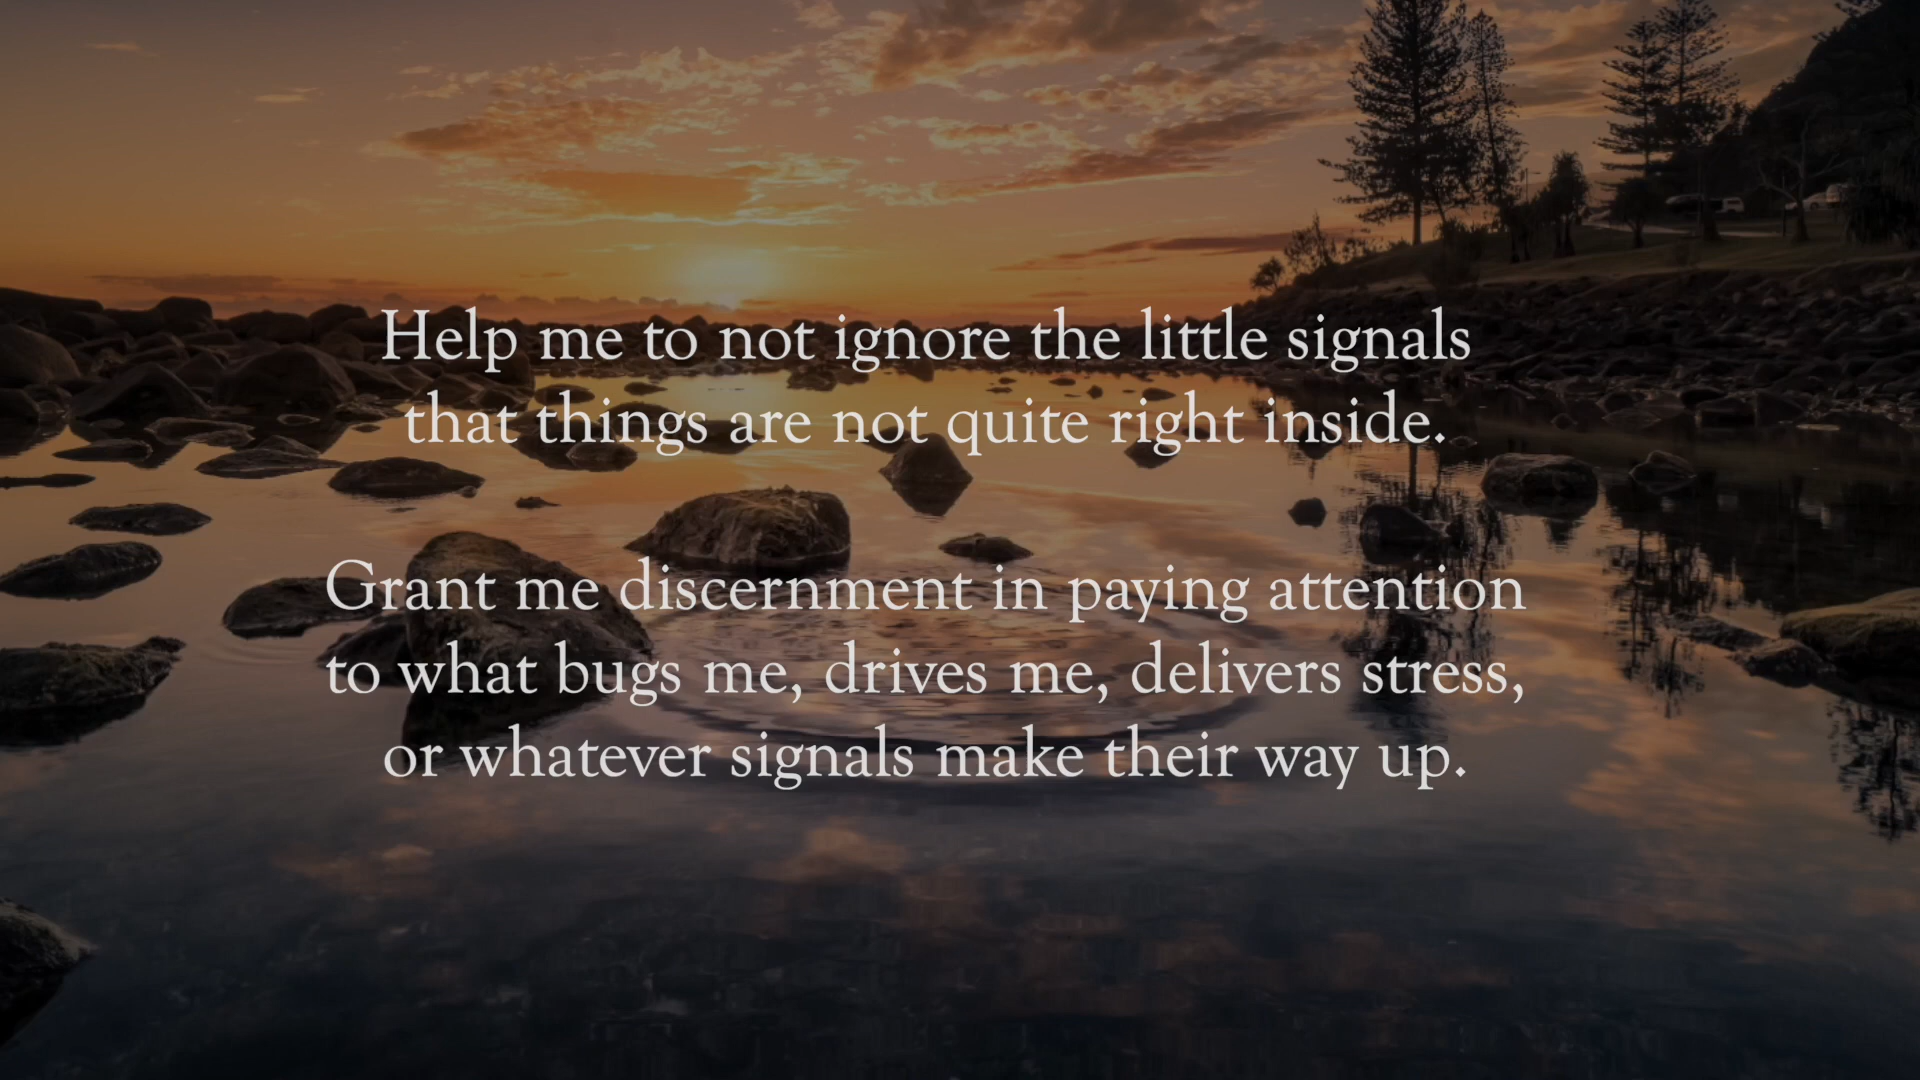 Help me to not ignore the little signals
that things are not quite right inside.
Grant me discernment in paying attention
to what bugs me, drives me, delivers stress,
or whatever signals make their way up.